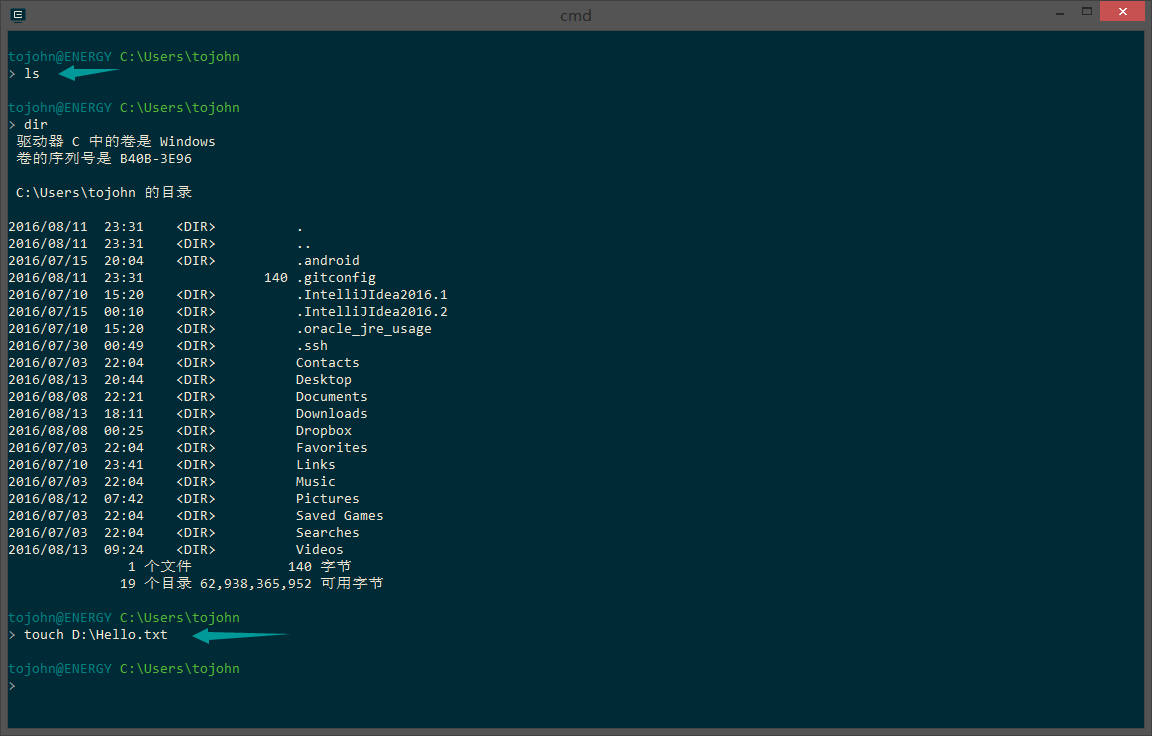 cmd
tojohn@ENERGY C:\Users\tojohn
> ls
tojohn@ENERGY C:\Users\tojohn
> dir
驱动器 C 中的卷是 Windows
卷的序列号是 B40B-3E96
C:\Users\tojohn 的目录
2016/08/11  23:31    <DIR>          .
2016/08/11  23:31    <DIR>          ..
2016/07/15  20:04    <DIR>          .android
2016/08/11  23:31               140 .gitconfig
2016/07/10  15:20    <DIR>          .IntelliJIdea2016.1
2016/07/15  00:10    <DIR>          .IntelliJIdea2016.2
2016/07/10  15:20    <DIR>          .oracle_jre_usage
2016/07/30  00:49    <DIR>          .ssh
2016/07/03  22:04    <DIR>          Contacts
2016/08/13  20:44    <DIR>          Desktop
2016/08/08  22:21    <DIR>          Documents
2016/08/13  18:11    <DIR>          Downloads
2016/08/08  00:25    <DIR>          Dropbox
2016/07/03  22:04    <DIR>          Favorites
2016/07/10  23:41    <DIR>          Links
2016/07/03  22:04    <DIR>          Music
2016/08/12  07:42    <DIR>          Pictures
2016/07/03  22:04    <DIR>          Saved Games
2016/07/03  22:04    <DIR>          Searches
2016/08/13  09:24    <DIR>          Videos
1 个文件            140 字节
19 个目录 62,938,365,952 可用字节
tojohn@ENERGY C:\Users\tojohn
> touch D:\Hello.txt
tojohn@ENERGY C:\Users\tojohn
>